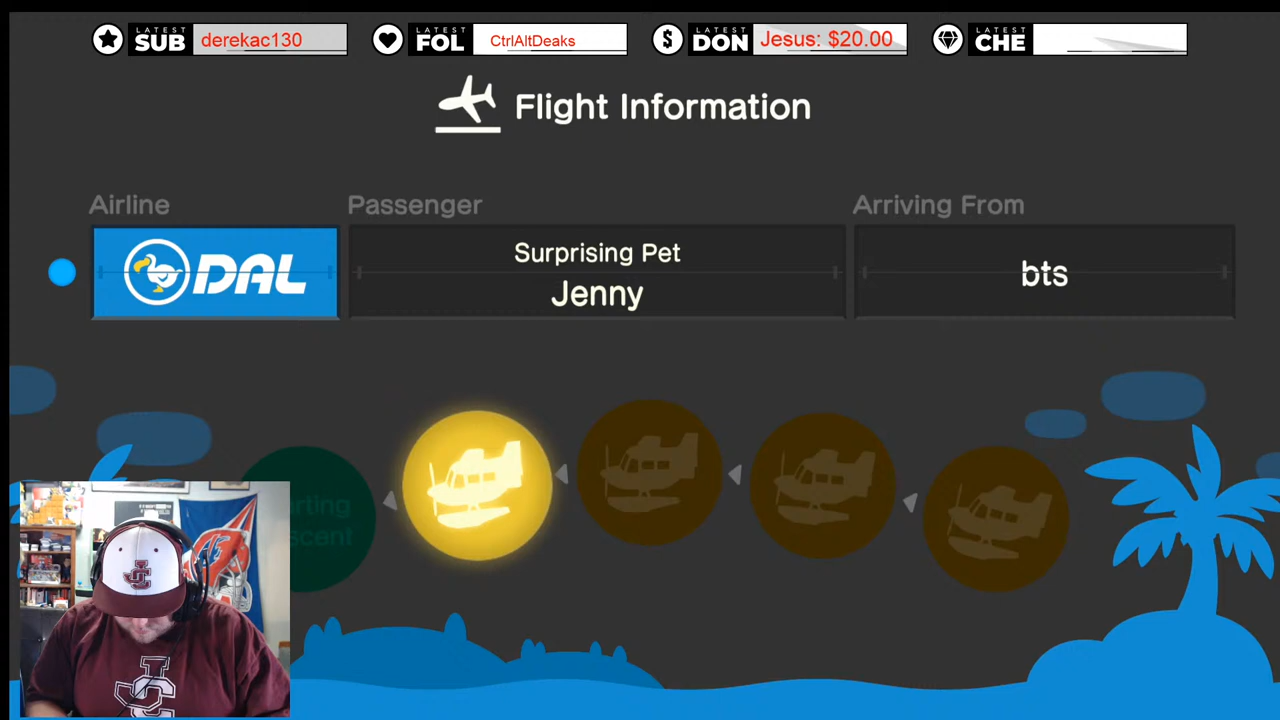 LATEST
SUB
derekac130
LATEST
FOL
CtrlAltDeaks
LATEST
DON
Jesus: $20.00
LATEST
CHE
Flight Information
Airline
Passenger
Arriving From
DAL
Surprising Pet
Jenny
bts
JC